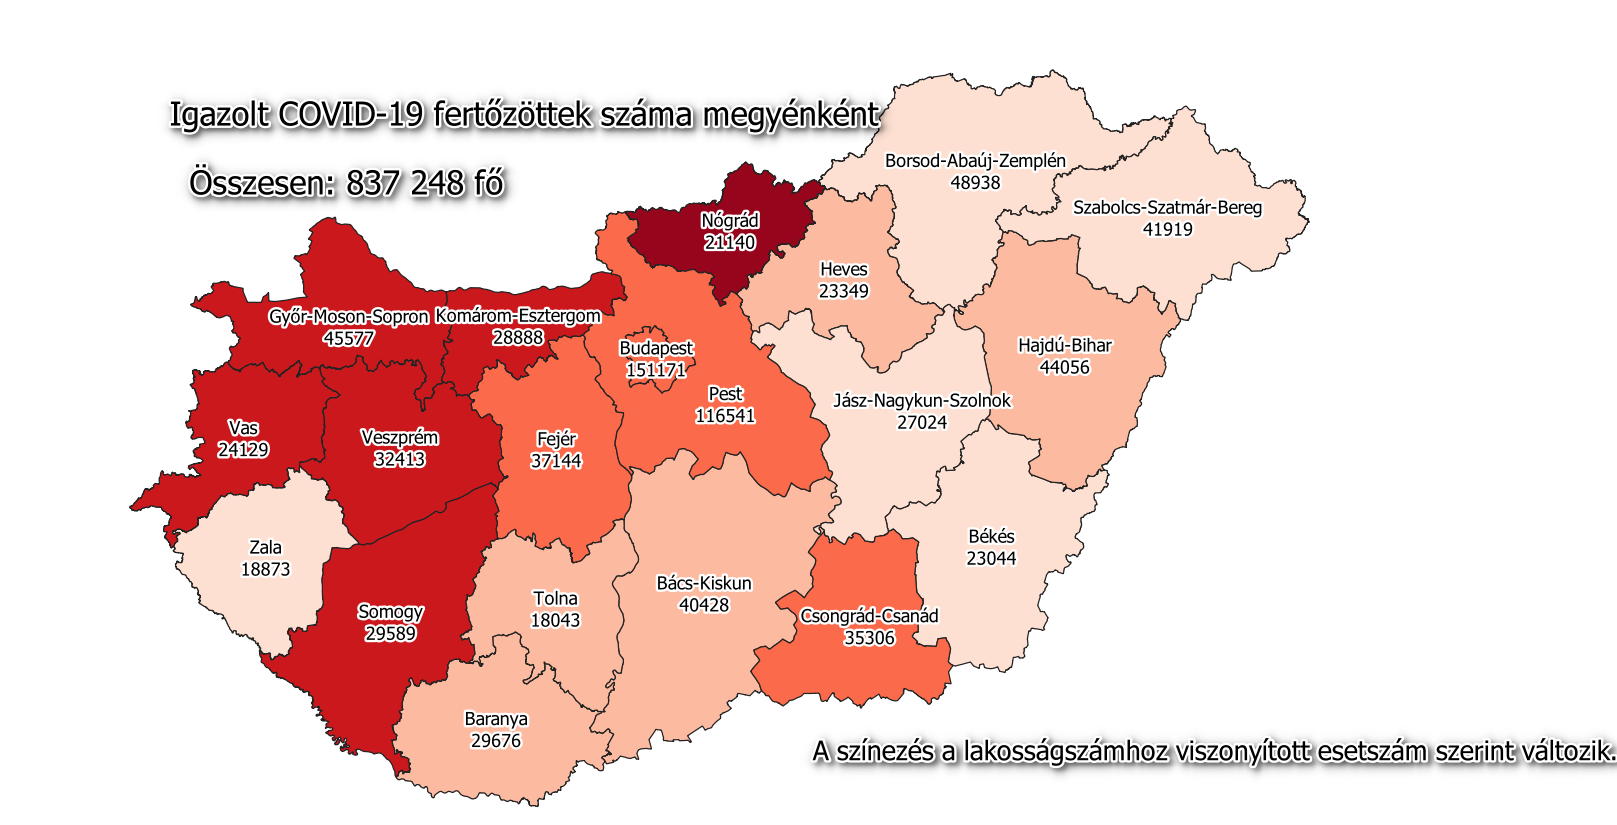 Igazolt COVID-19 fertőzöttek száma megyénként
Összesen: 837 248 fő
Borsod-Abaúj-Zemplén
48938
Szabolcs-Szatmár-Bereg
41919
Nógrád
21140
Heves
23349
Győr-Moson-Sopron
45577
Komárom-Esztergom
28888
Budapest
151171
Hajdú-Bihar
44056
Pest
116541
Jász-Nagykun-Szolnok
27024
Vas
24129
Veszprém
32413
Fejér
37144
Zala
18873
Békés
23044
Somogy
29589
Tolna
18043
Bács-Kiskun
40428
Csongrád-Csanád
35306
Baranya
29676
A színezés a lakosságszámhoz viszonyított esetszám szerint változik.